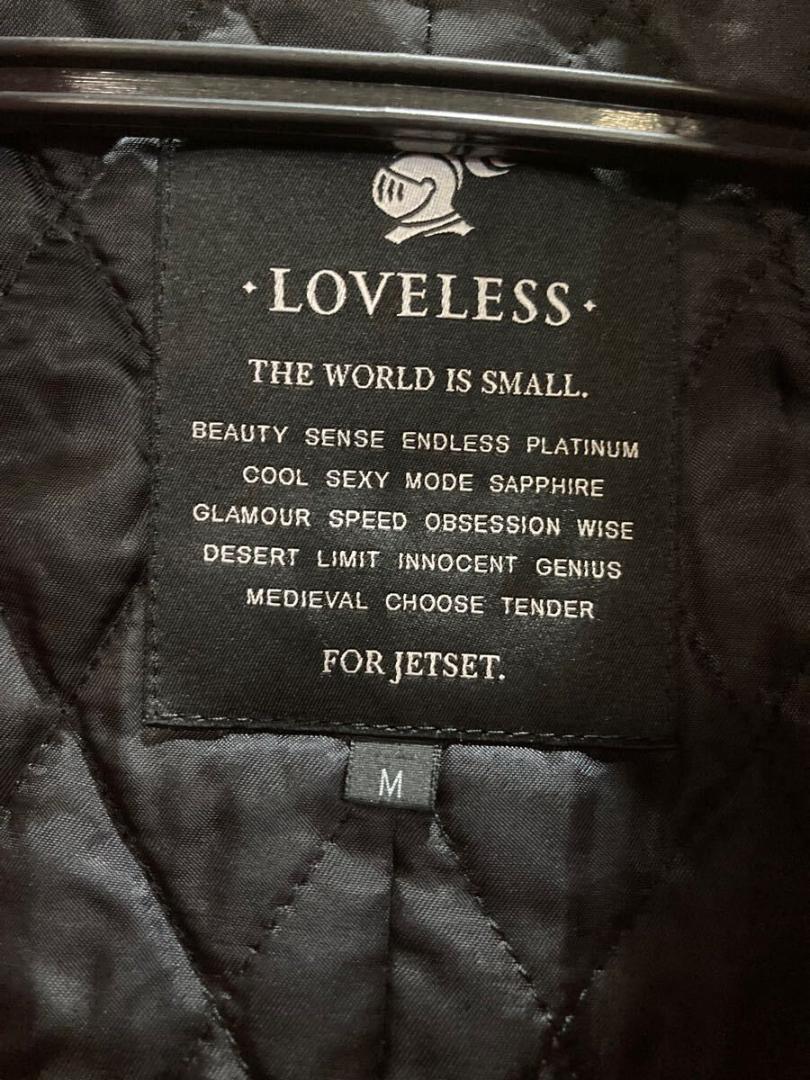 · LOVELESS ·
THE WORLD IS SMALL.
BEAUTY SENSE ENDLESS PLATINUM
COOL SEXY MODE SAPPHIRE
GLAMOUR SPEED OBSESSION WISE
DESERT LIMIT INNOCENT GENIUS
MEDIEVAL CHOOSE TENDER
FOR JETSET.
M